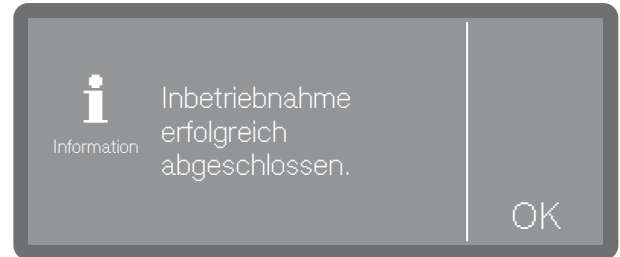 Information
Inbetriebnahme
erfolgreich
abgeschlossen.
OK